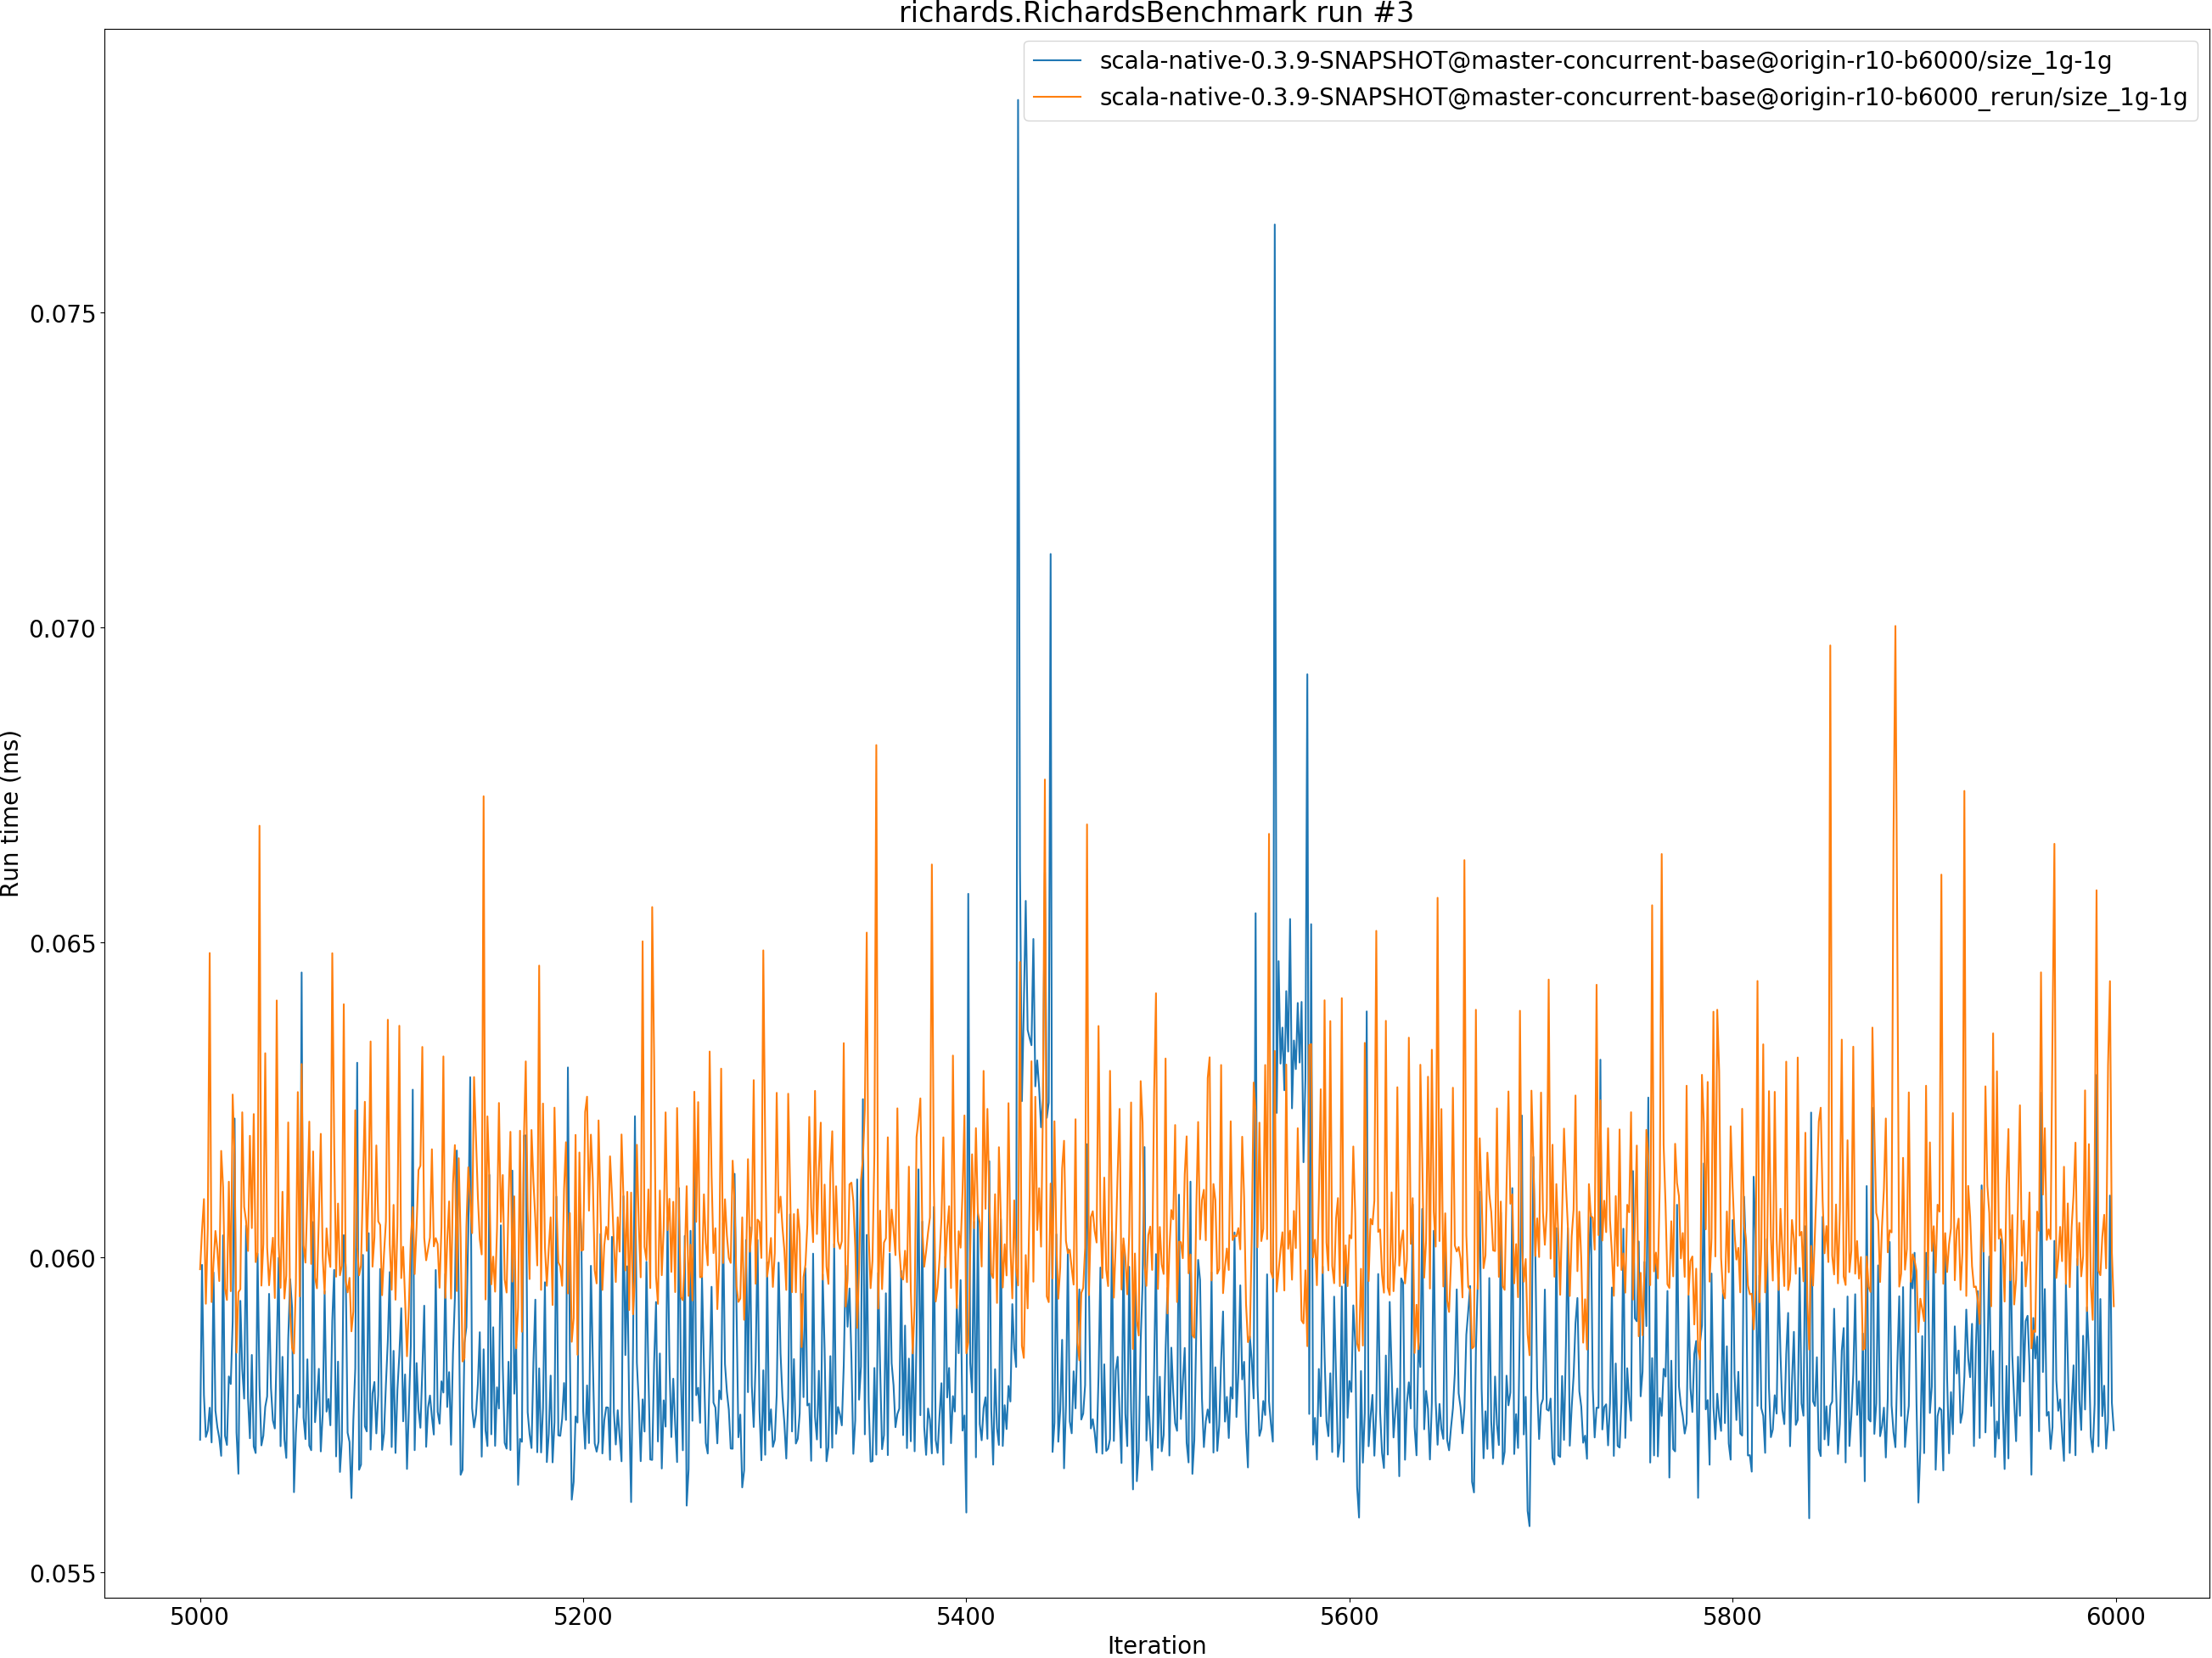 richards.RichardsBenchmark run #3
scala-native-0.3.9-SNAPSHOT@master-concurrent-base@origin-r10-b6000/size_1g-1g
scala-native-0.3.9-SNAPSHOT@master-concurrent-base@origin-r10-b6000_rerun/size_1g-1g
Run time (ms)
0.075
0.070
0.065
0.060
0.055
5000 5200 5400 5600 5800 6000
Iteration